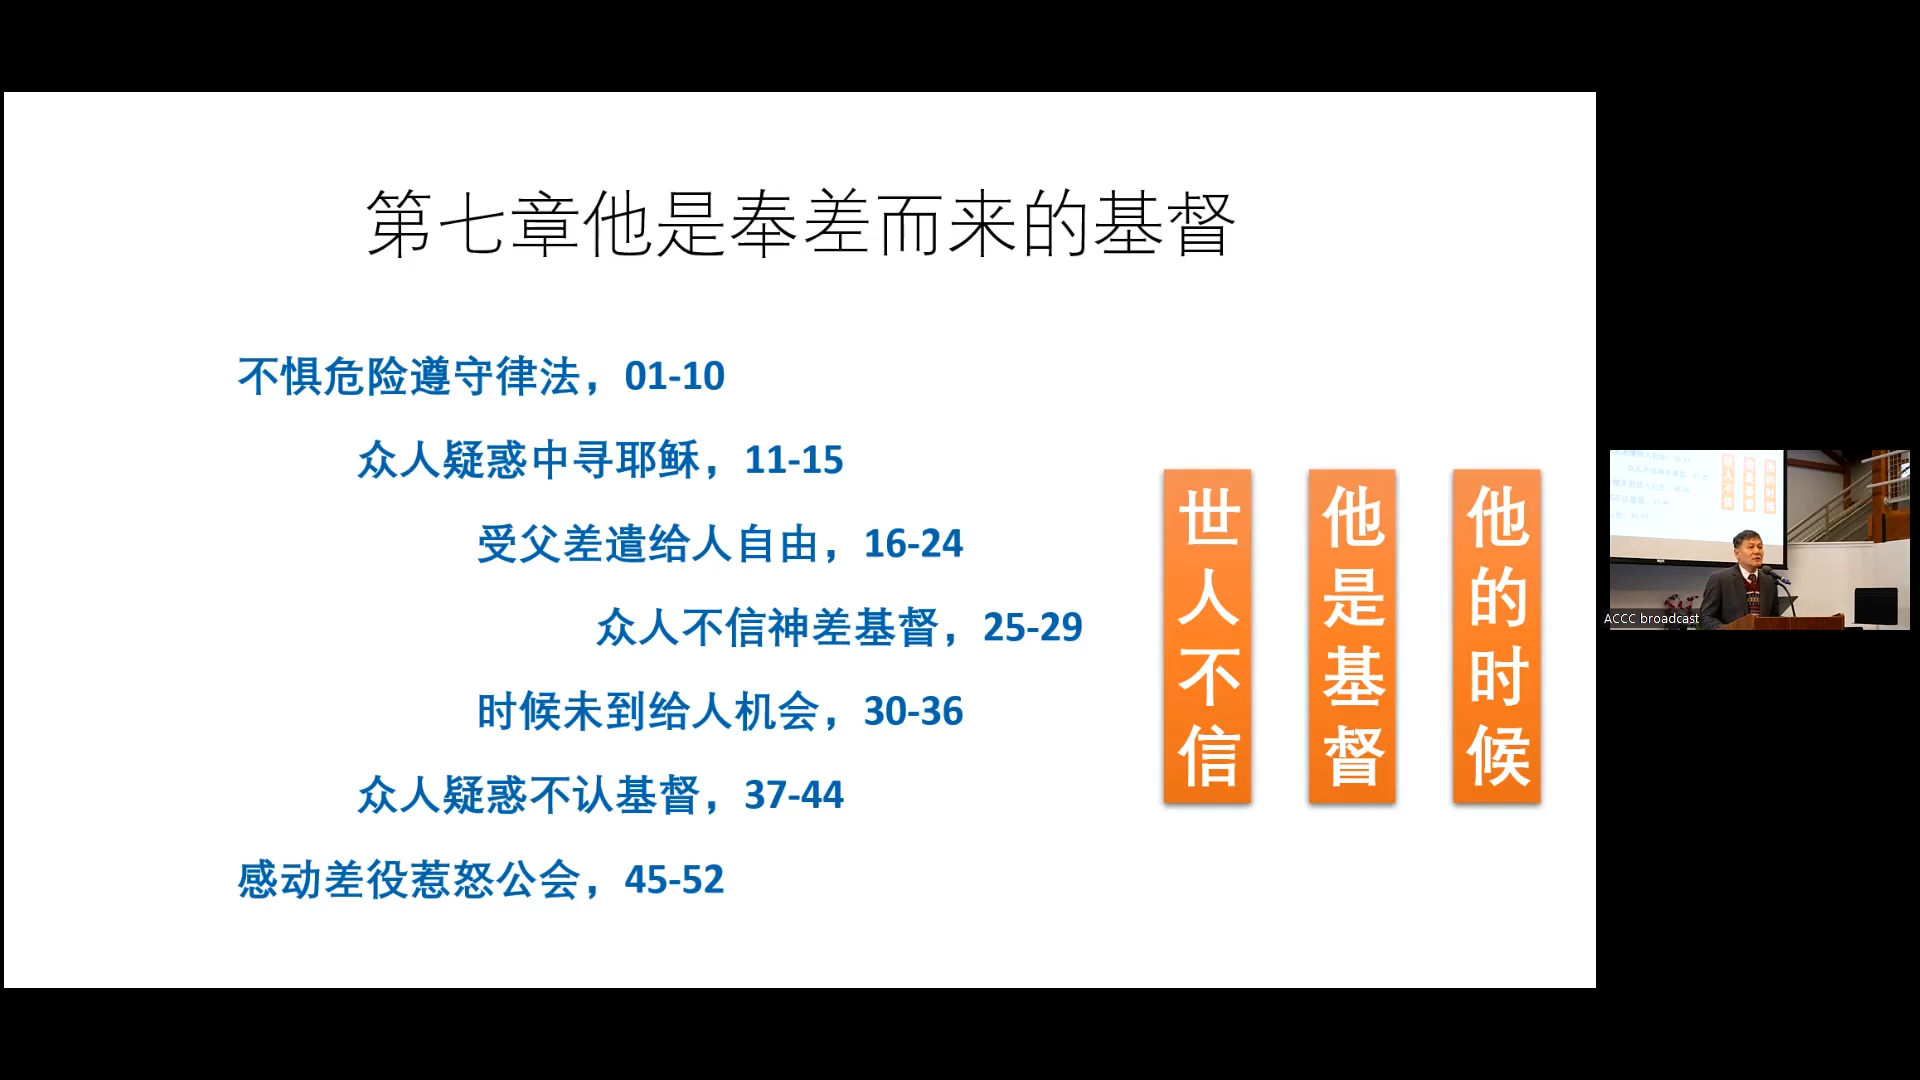 第七章他是奉差而来的基督
不惧危险遵守律法，01-10
众人疑惑中寻耶稣，11-15
受父差遣给人自由，16-24
众人不信神差基督，25-29
时候未到给人机会，30-36
众人疑惑不认基督，37-44
感动差役惹怒公会，45-52
世人不信
他是基督
他的时候
ACCC broadcast